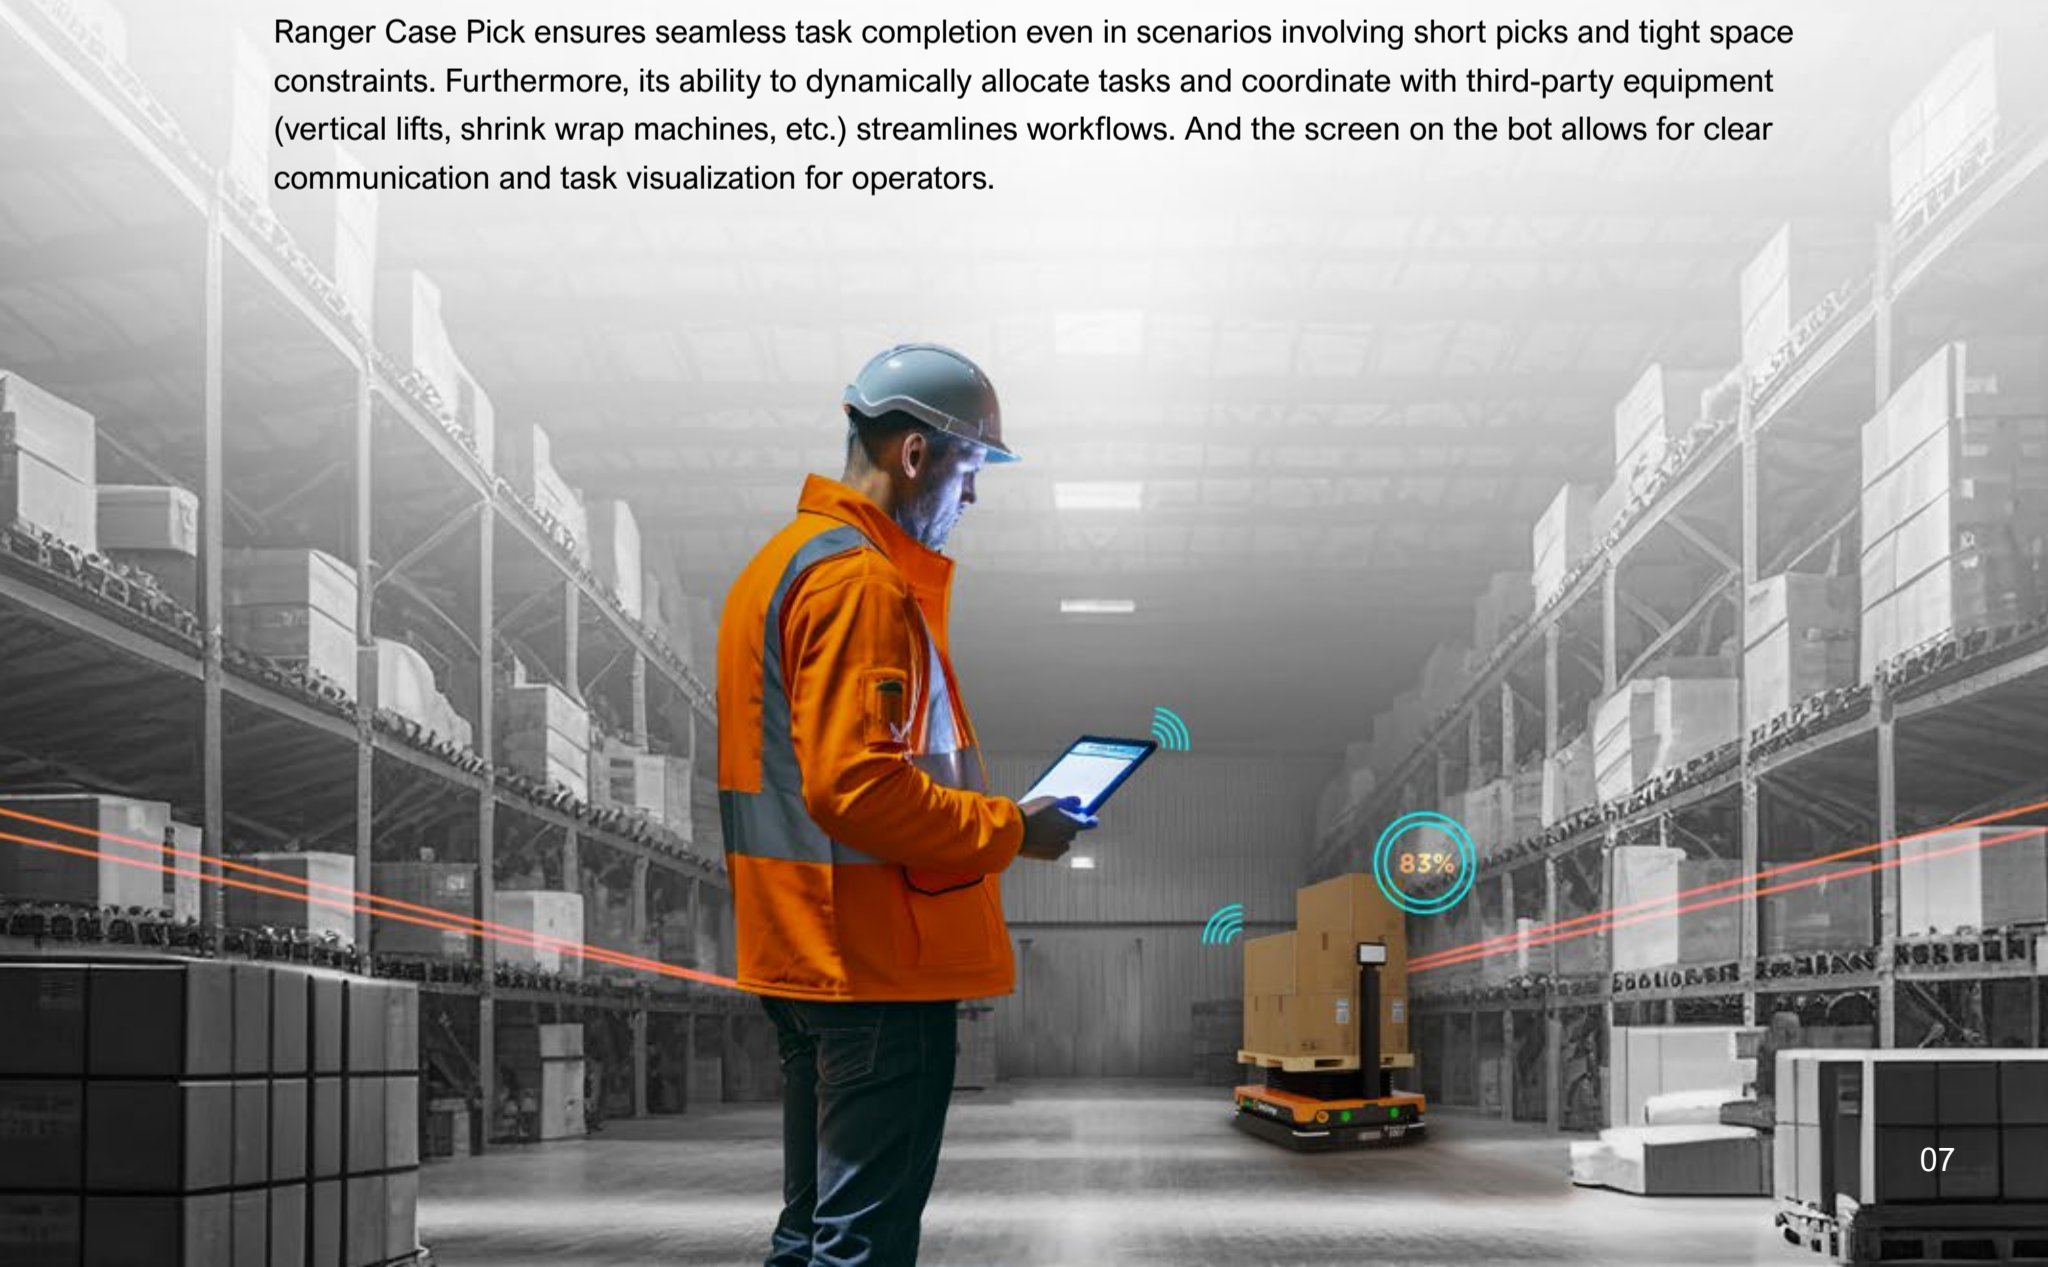 Ranger Case Pick ensures seamless task completion even in scenarios involving short picks and tight space
constraints. Furthermore, its ability to dynamically allocate tasks and coordinate with third-party equipment
(vertical lifts, shrink wrap machines, etc.) streamlines workflows. And the screen on the bot allows for clear
communication and task visualization for operators.
83%
07